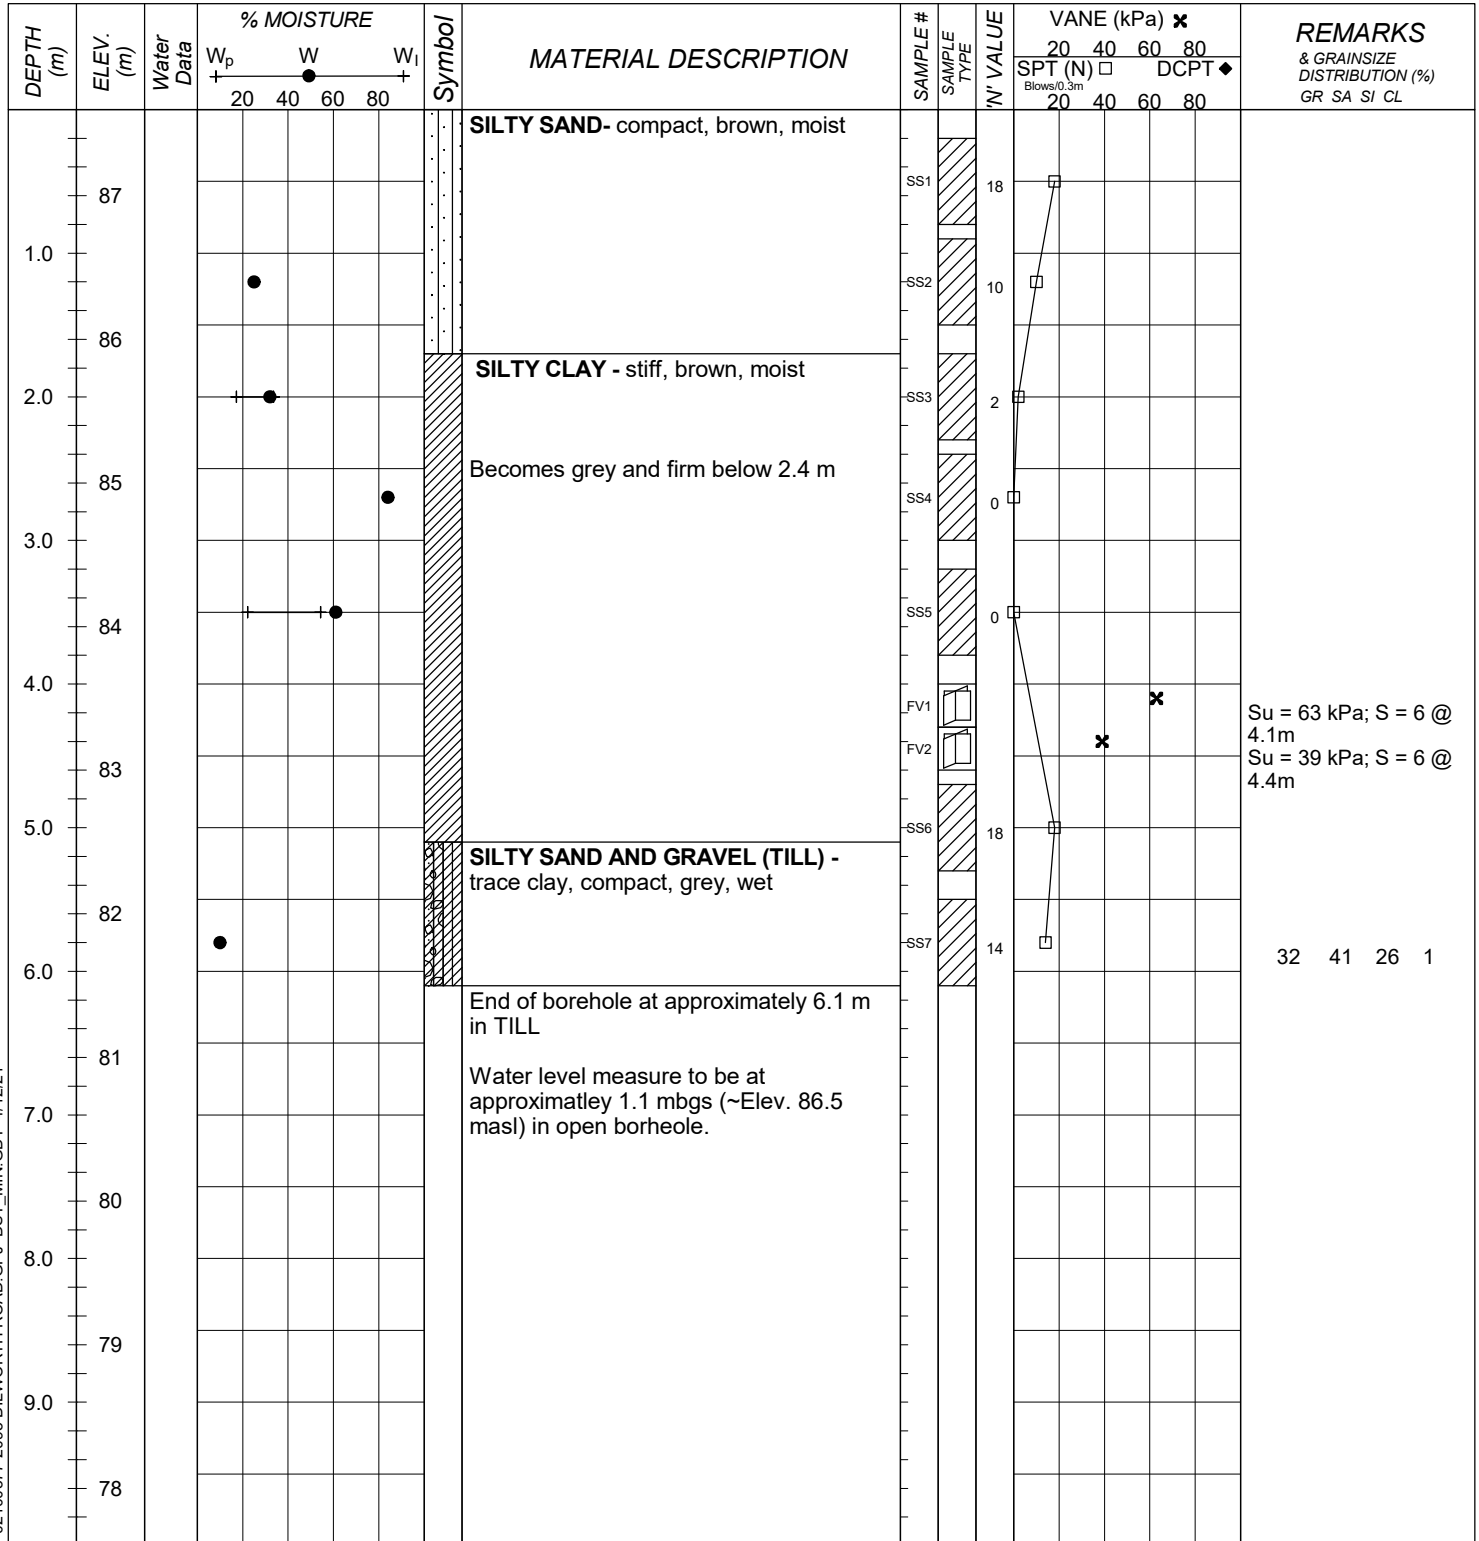 DEPTH (m)
ELEV. (m)
Water Data
% MOISTURE
Wp W Wl
20 40 60 80
Symbol
MATERIAL DESCRIPTION
SAMPLE #
SAMPLE TYPE
'N' VALUE
VANE (kPa) ✖
20 40 60 80
SPT (N) □ DCPT ◆
Blows/0.3m
20 40 60 80
REMARKS
& GRAINSIZE
DISTRIBUTION (%)
GR SA SI CL
SILTY SAND- compact, brown, moist
SS1 18
87
1.0
SS2 10
86
SILTY CLAY - stiff, brown, moist
2.0 SS3 2
Becomes grey and firm below 2.4 m
85 SS4 0
3.0
SS5 0
84
4.0
FV1 Su = 63 kPa; S = 6 @
4.1m
FV2 Su = 39 kPa; S = 6 @
83 4.4m
5.0 SS6 18
SILTY SAND AND GRAVEL (TILL) -
trace clay, compact, grey, wet
82
SS7 14 32 41 26 1
6.0
End of borehole at approximately 6.1 m
in TILL
81
Water level measure to be at
approximatley 1.1 mbgs (~Elev. 86.5
masl) in open borheole.
7.0
80
8.0
79
9.0
78